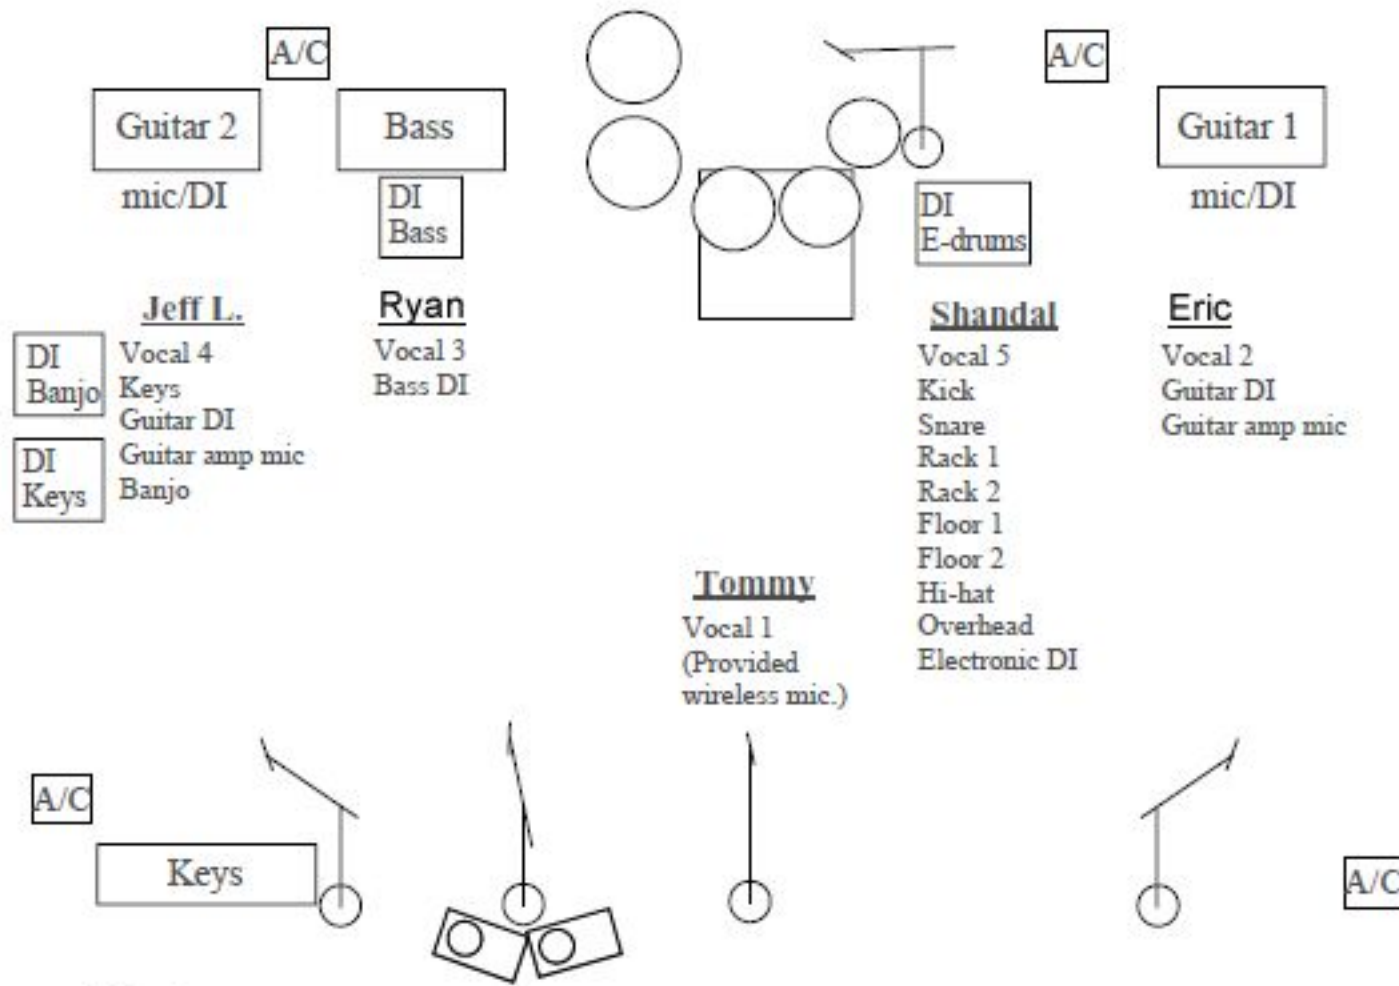 A/C
A/C
Guitar 2
Bass
Guitar 1
mic/DI
DI
Bass
DI
E-drums
mic/DI
Jeff L.
DI
Banjo
DI
Keys
Vocal 4
Keys
Guitar DI
Guitar amp mic
Banjo
Ryan
Vocal 3
Bass DI
Shandal
Vocal 5
Kick
Snare
Rack 1
Rack 2
Floor 1
Floor 2
Hi-hat
Overhead
Electronic DI
Eric
Vocal 2
Guitar DI
Guitar amp mic
Tommy
Vocal 1
(Provided
wireless mic.)
A/C
Keys
A/C